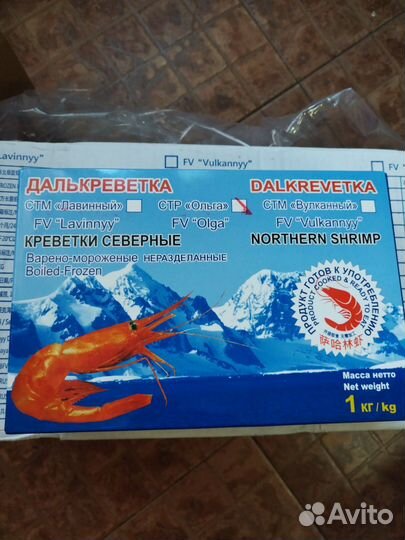 Lavinnyy"
FV "Vulkannyy"
FV "
ДАЛЬКРЕВЕТКА
DALKREVETKA
СТМ «Лавинный»
СТР «Ольга»
СТМ «Вулканный»
FV "Lavinnyy"
FV "Olga"
FV "Vulkannyy"
КРЕВЕТКИ СЕВЕРНЫЕ
NORTHERN SHRIMP
Варено-мороженые НЕРАЗДЕЛАННЫЕ
Boiled-Frozen
ПРОДУКТ ГОТОВ К УПОТРЕБЛЕНИЮ
PRODUCT COOKED & READY TO EAT
萨哈林虾
Масса нетто
Net weight
1 КГ / kg
Avito